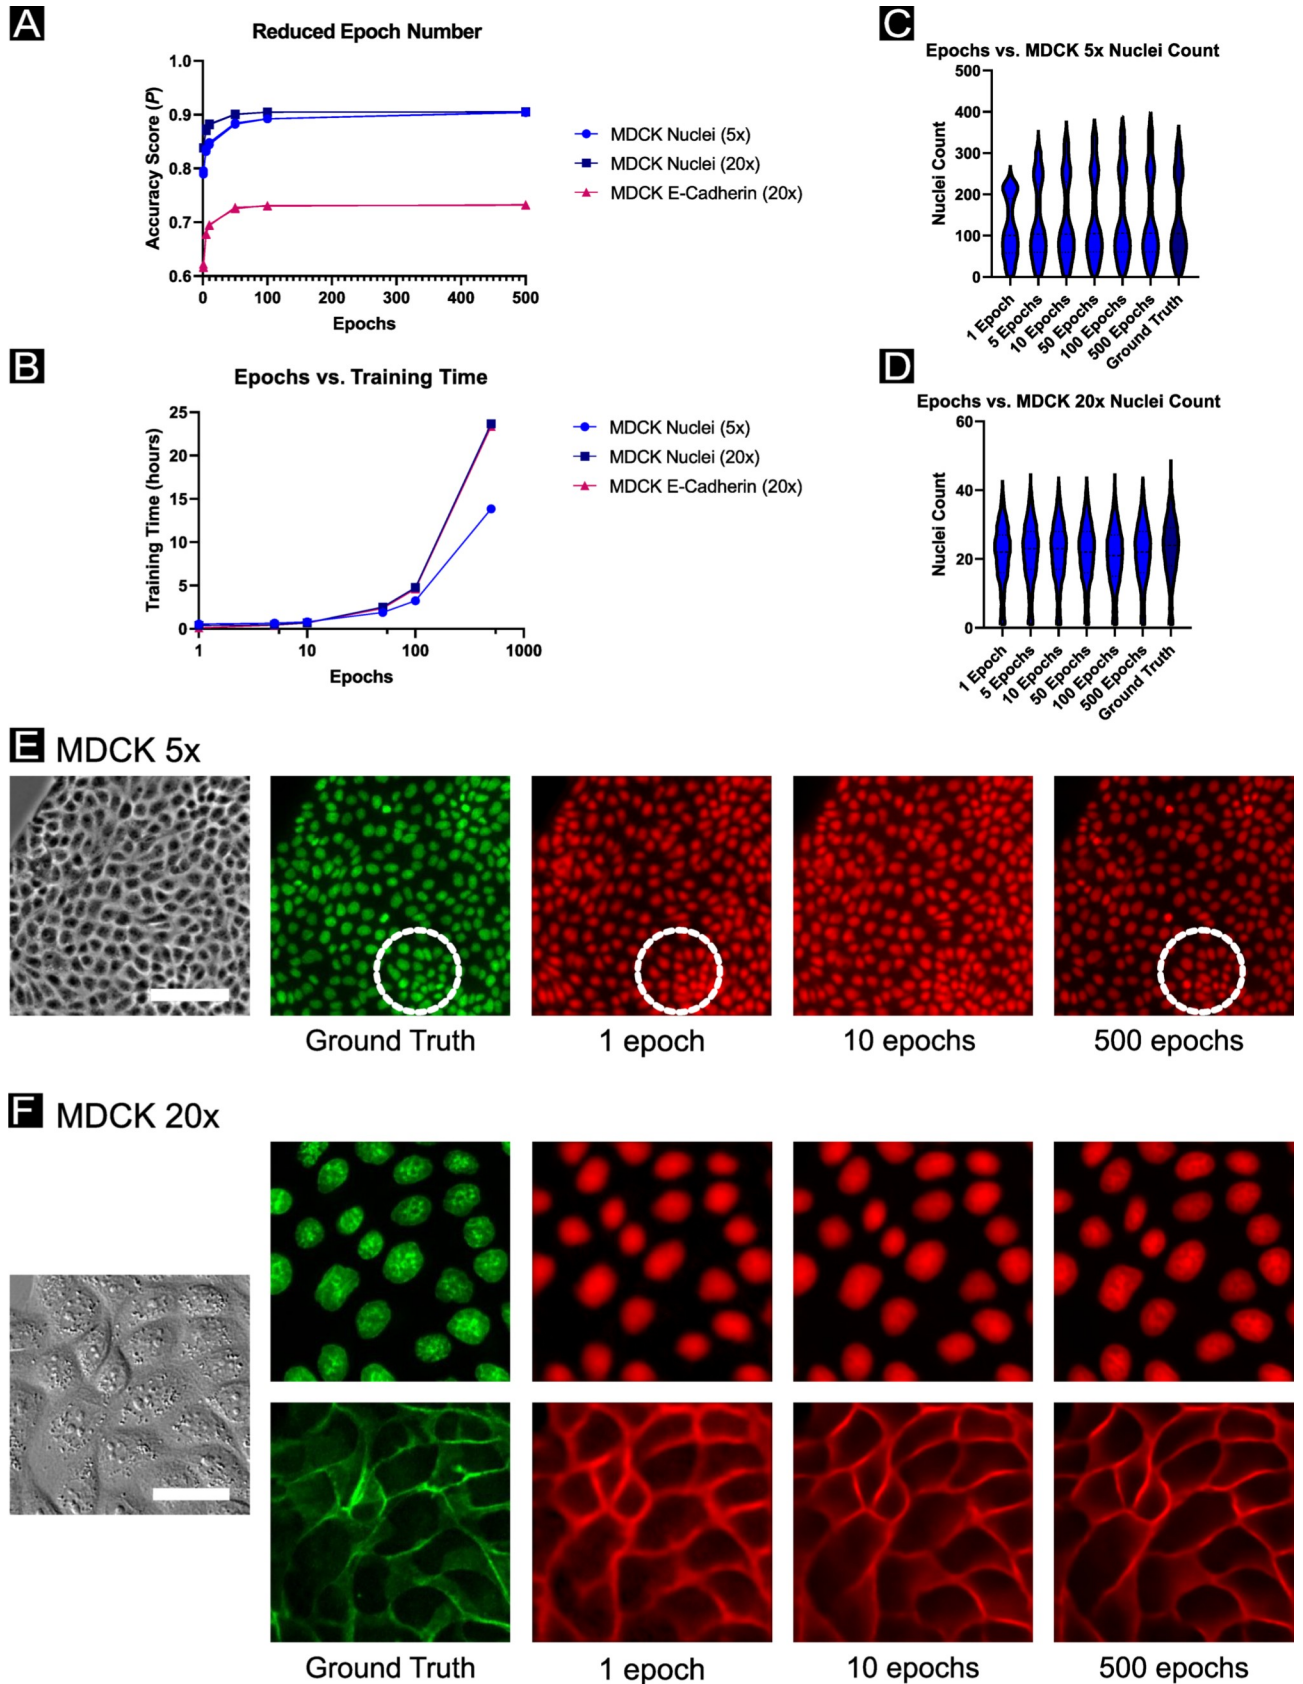 A
Reduced Epoch Number
Accuracy Score (P)
1.0
0.9
0.8
0.7
0.6
0
100
200
300
400
500
Epochs
MDCK Nuclei (5x)
MDCK Nuclei (20x)
MDCK E-Cadherin (20x)
C
Epochs vs. MDCK 5x Nuclei Count
Nuclei Count
500
400
300
200
100
0
1 Epoch
5 Epochs
10 Epochs
50 Epochs
100 Epochs
500 Epochs
Ground Truth
B
Epochs vs. Training Time
Training Time (hours)
25
20
15
10
5
0
1
10
100
1000
Epochs
MDCK Nuclei (5x)
MDCK Nuclei (20x)
MDCK E-Cadherin (20x)
D
Epochs vs. MDCK 20x Nuclei Count
Nuclei Count
60
40
20
0
1 Epoch
5 Epochs
10 Epochs
50 Epochs
100 Epochs
500 Epochs
Ground Truth
E MDCK 5x
Ground Truth
1 epoch
10 epochs
500 epochs
F MDCK 20x
Ground Truth
1 epoch
10 epochs
500 epochs